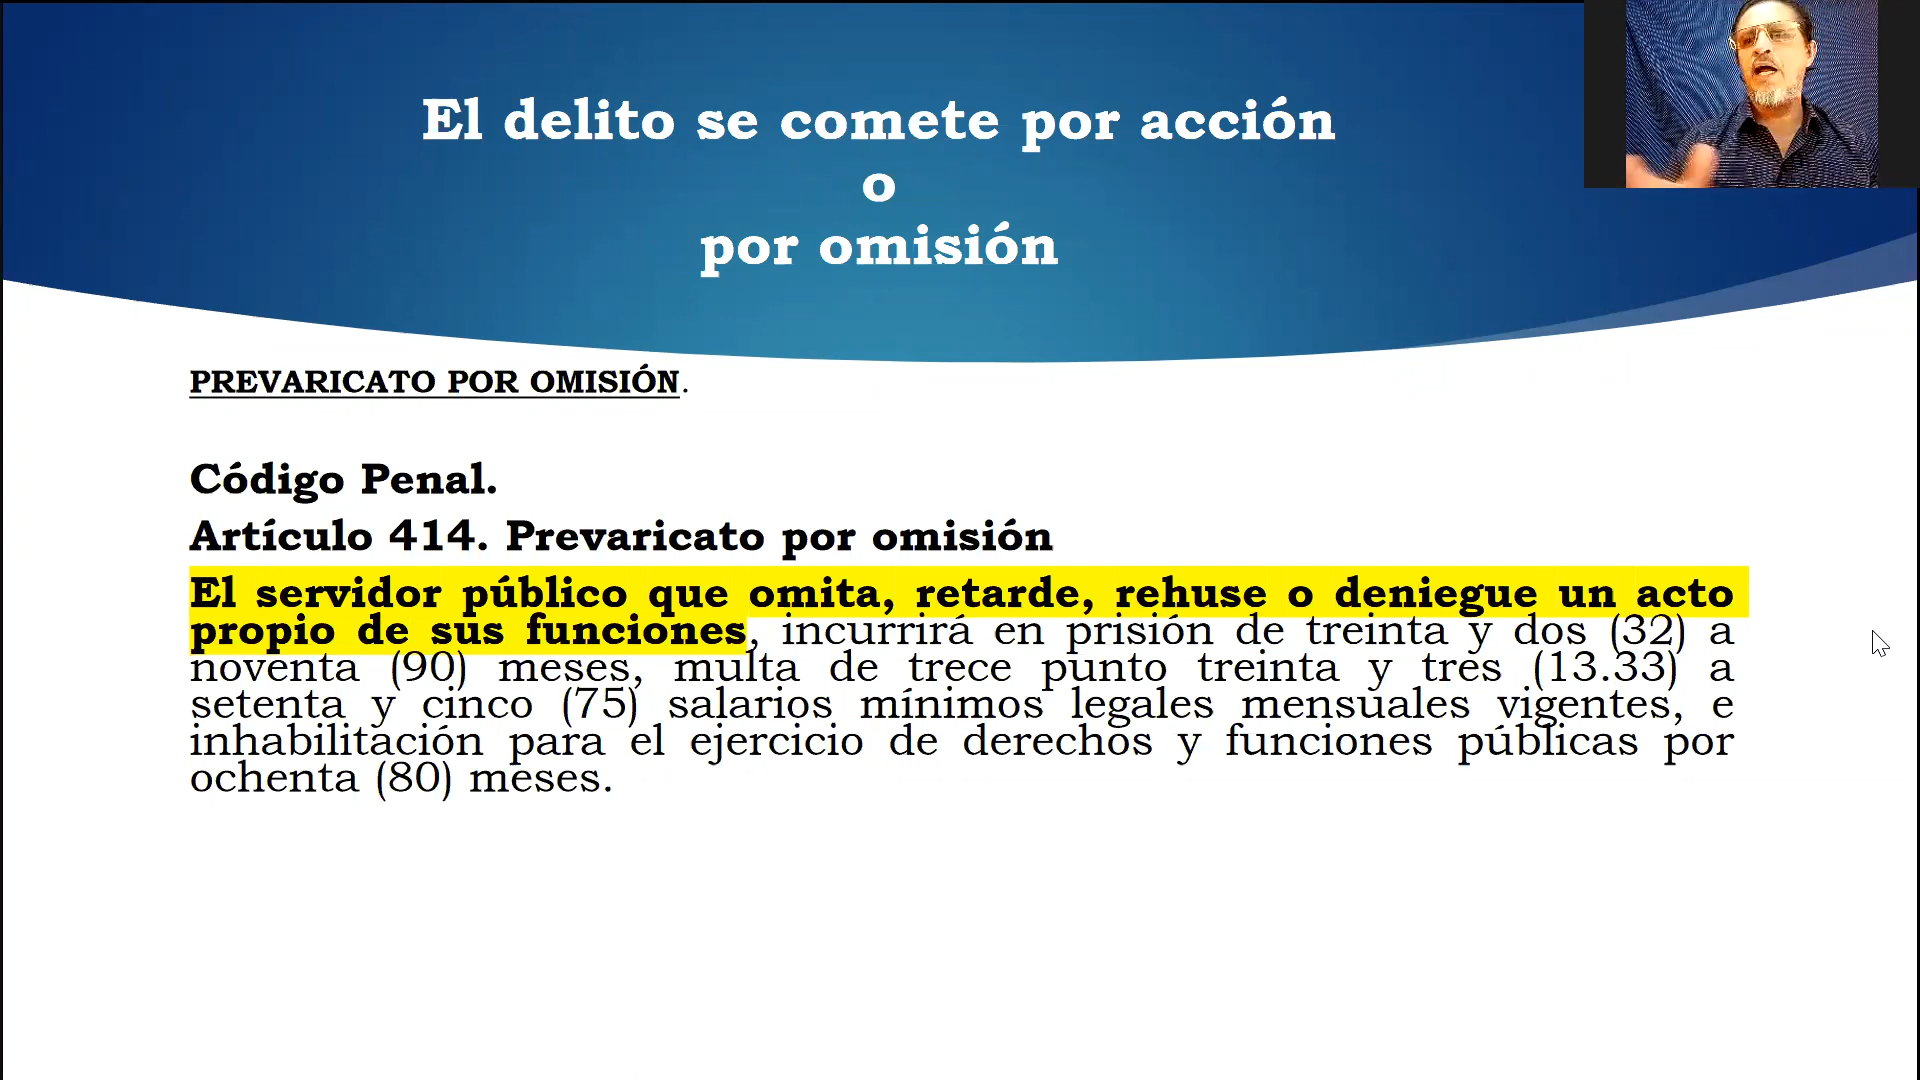 El delito se comete por acción
o
por omisión
PREVARICATO POR OMISIÓN.
Código Penal.
Artículo 414. Prevaricato por omisión
El servidor público que omita, retarde, rehuse o deniegue un acto
propio de sus funciones, incurrirá en prisión de treinta y dos (32) a
noventa (90) meses, multa de trece punto treinta y tres (13.33) a
setenta y cinco (75) salarios mínimos legales mensuales vigentes, e
inhabilitación para el ejercicio de derechos y funciones públicas por
ochenta (80) meses.